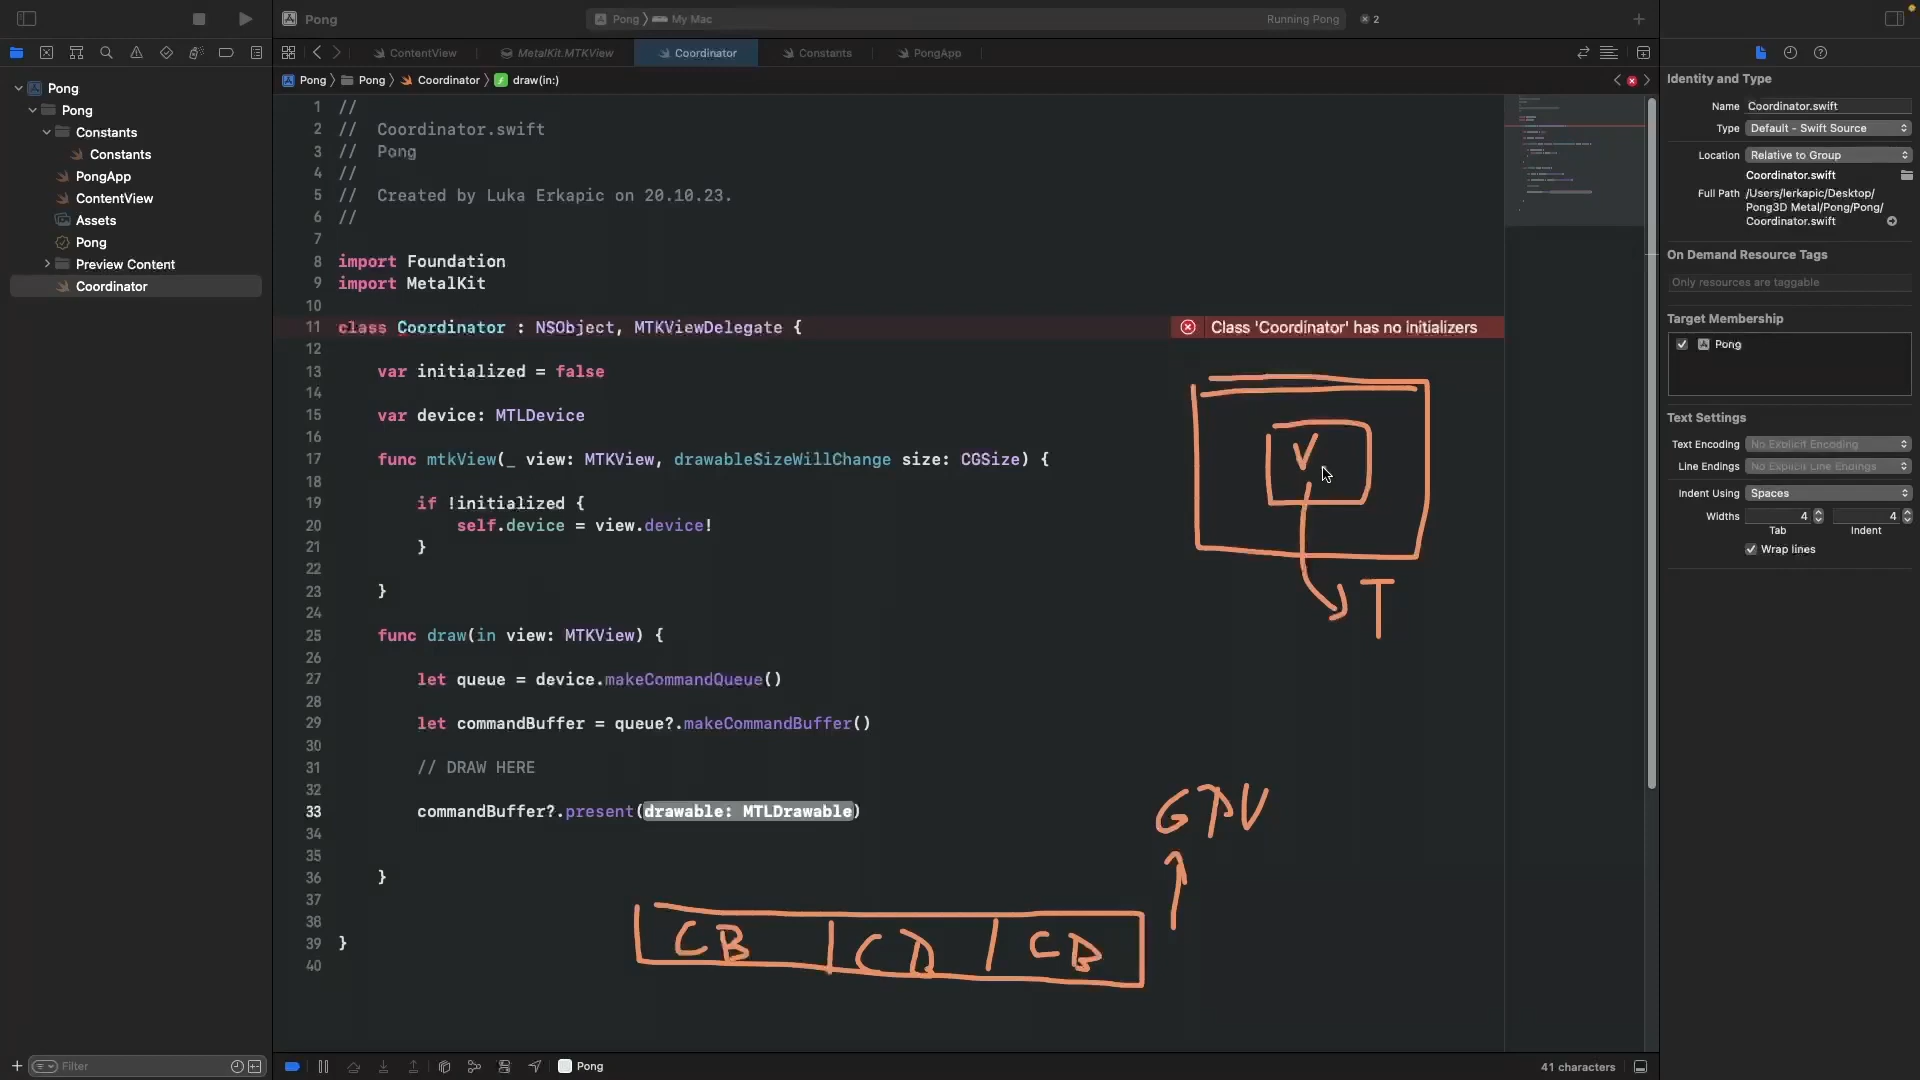 Pong
Pong
My Mac
Running Pong
2
ContentView
MetalKit.MTKView
Coordinator
Constants
PongApp
Pong
Pong
Coordinator
draw(in:)
Pong
Pong
Constants
Constants
PongApp
ContentView
Assets
Pong
Preview Content
Coordinator
Filter
1 //
2 //  Coordinator.swift
3 //  Pong
4 //
5 //  Created by Luka Erkapic on 20.10.23.
6 //
7
8 import Foundation
9 import MetalKit
10
11 class Coordinator : NSObject, MTKViewDelegate {
Class 'Coordinator' has no initializers
12
13     var initialized = false
14
15     var device: MTLDevice
16
17     func mtkView(_ view: MTKView, drawableSizeWillChange size: CGSize) {
18
19         if !initialized {
20             self.device = view.device!
21         }
22
23     }
24
25     func draw(in view: MTKView) {
26
27         let queue = device.makeCommandQueue()
28
29         let commandBuffer = queue?.makeCommandBuffer()
30
31         // DRAW HERE
32
33         commandBuffer?.present(drawable: MTLDrawable)
34
35
36     }
37
38
39 }
40
V
T
GPU
CB CB CB
Pong
41 characters
Identity and Type
Name Coordinator.swift
Type Default - Swift Source
Location Relative to Group
Coordinator.swift
Full Path /Users/lerkapic/Desktop/
Pong3D Metal/Pong/Pong/
Coordinator.swift
On Demand Resource Tags
Only resources are taggable
Target Membership
Pong
Text Settings
Text Encoding No Explicit Encoding
Line Endings No Explicit Line Endings
Indent Using Spaces
Widths 4 4
Tab Indent
Wrap lines